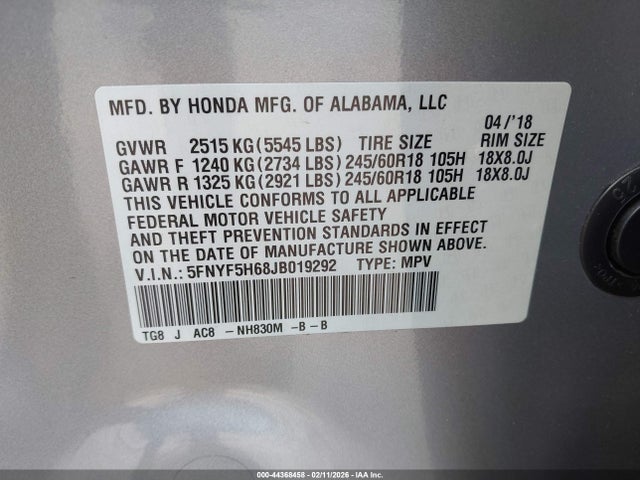 MFD. BY HONDA MFG. OF ALABAMA, LLC
04/'18
GVWR 2515 KG (5545 LBS) TIRE SIZE RIM SIZE
GAWR F 1240 KG (2734 LBS) 245/60R18 105H 18X8.0J
GAWR R 1325 KG (2921 LBS) 245/60R18 105H 18X8.0J
THIS VEHICLE CONFORMS TO ALL APPLICABLE
FEDERAL MOTOR VEHICLE SAFETY
AND THEFT PREVENTION STANDARDS IN EFFECT
ON THE DATE OF MANUFACTURE SHOWN ABOVE.
V.I.N.: 5FNYF5H68JB019292 TYPE: MPV
TG8 J AC8 -NH830M -B-B
000-44368458 - 02/11/2026 - IAA Inc.